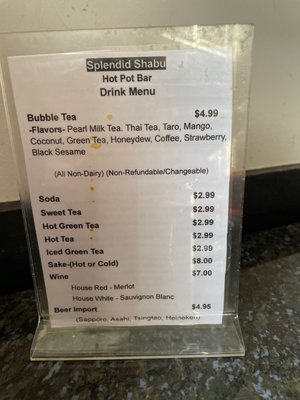 Splendid Shabu
Hot Pot Bar
Drink Menu
Bubble Tea $4.99
-Flavors- Pearl Milk Tea. Thai Tea, Taro, Mango,
Coconut, Green Tea, Honeydew, Coffee, Strawberry,
Black Sesame
(All Non-Dairy) (Non-Refundable/Changeable)
Soda $2.99
Sweet Tea $2.99
Hot Green Tea $2.99
Hot Tea $2.99
Iced Green Tea $2.99
Sake-(Hot or Cold) $8.00
Wine $7.00
House Red - Merlot
House White - Sauvignon Blanc
Beer Import $4.95
(Sapporo, Asahi, Tsingtao, Heineken)